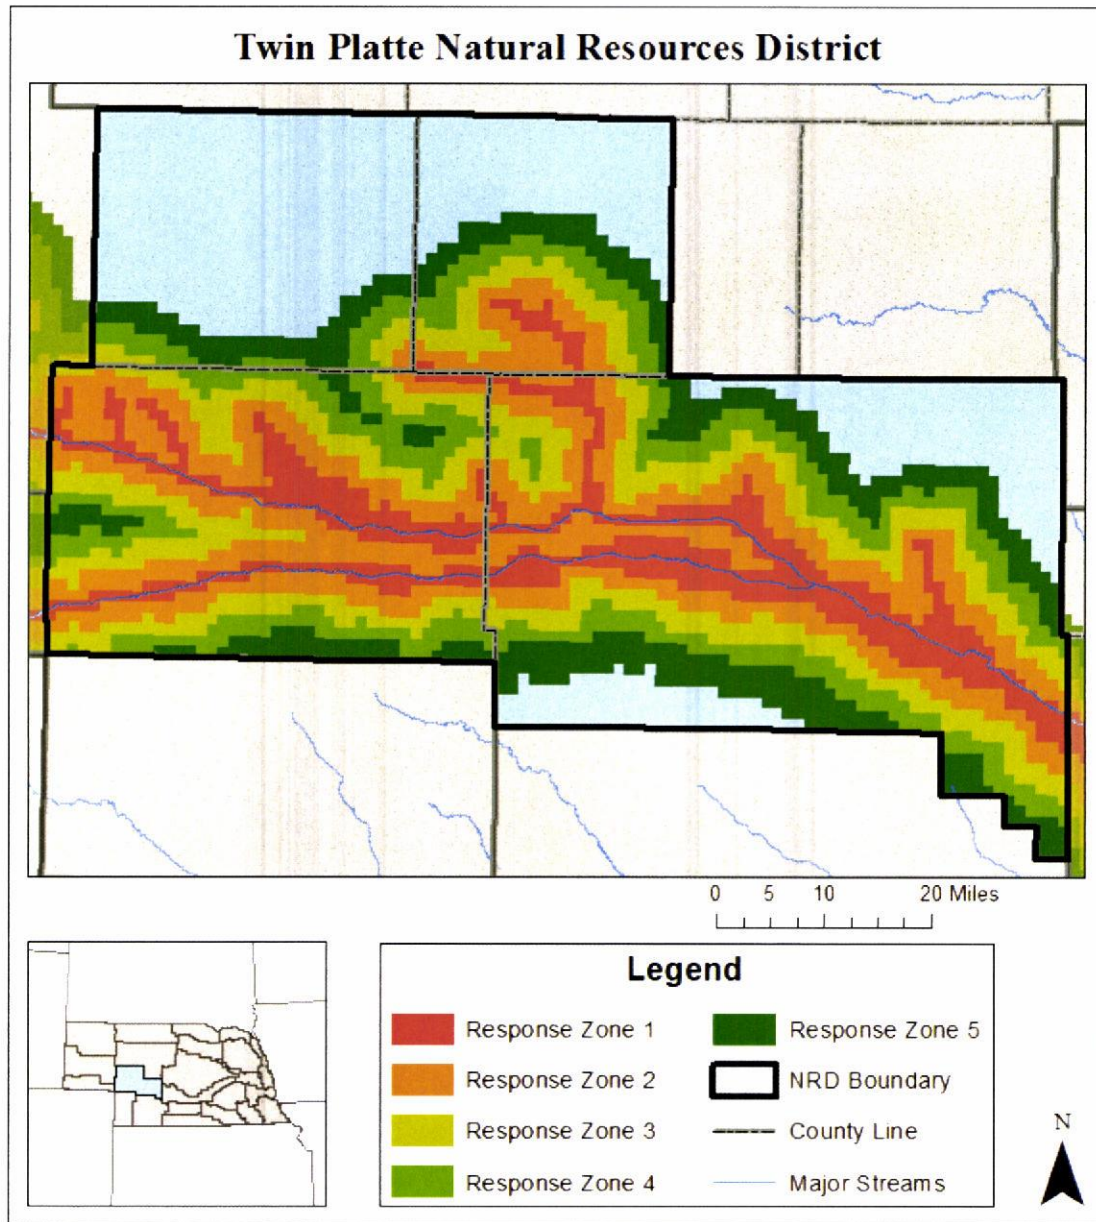 Twin Platte Natural Resources District
0 5 10 20 Miles
Legend
Response Zone 1
Response Zone 2
Response Zone 3
Response Zone 4
Response Zone 5
NRD Boundary
County Line
Major Streams
N